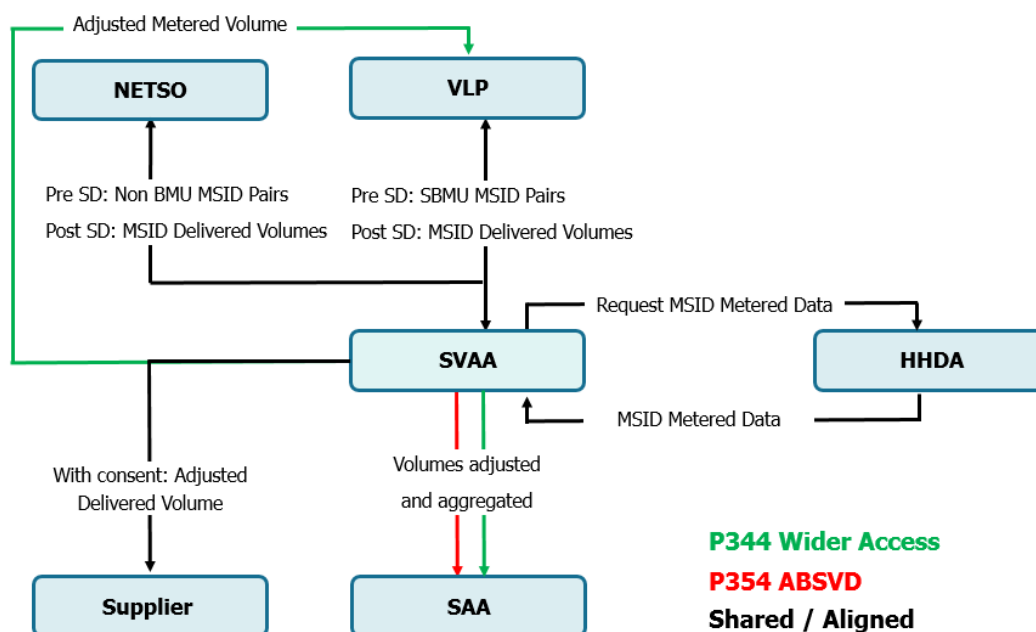 Adjusted Metered Volume
NETSO
VLP
Pre SD: Non BMU MSID Pairs
Post SD: MSID Delivered Volumes
Pre SD: SBMU MSID Pairs
Post SD: MSID Delivered Volumes
Request MSID Metered Data
SVAA
HHDA
MSID Metered Data
With consent: Adjusted
Delivered Volume
Volumes adjusted
and aggregated
P344 Wider Access
P354 ABSVD
Shared / Aligned
Supplier
SAA